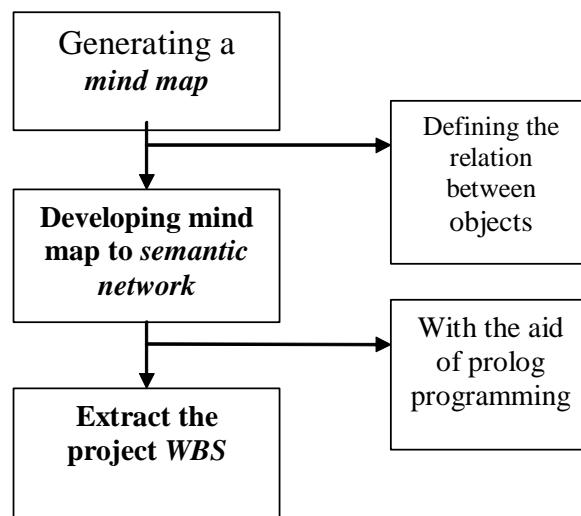 Generating a
mind map
Defining the
relation
between
objects
Developing mind
map to semantic
network
With the aid
of prolog
programming
Extract the
project WBS